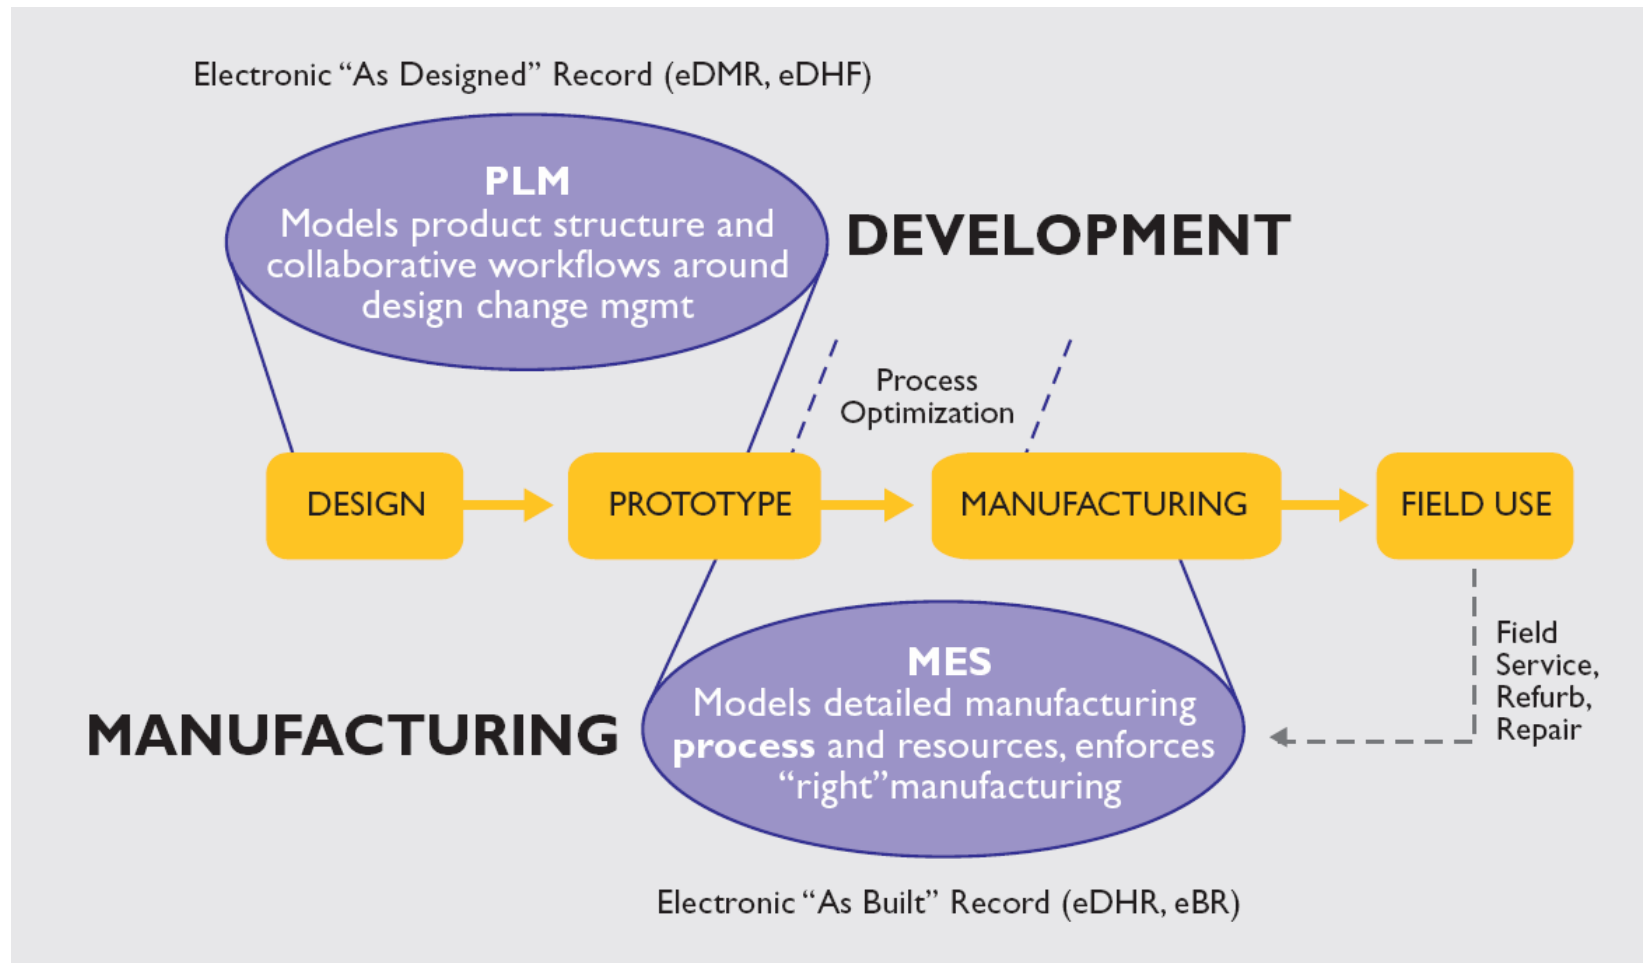 Electronic “As Designed” Record (eDMR, eDHF)
PLM
Models product structure and
collaborative workflows around
design change mgmt
DEVELOPMENT
Process
Optimization
DESIGN
PROTOTYPE
MANUFACTURING
FIELD USE
Field
Service,
Refurb,
Repair
MANUFACTURING
MES
Models detailed manufacturing
process and resources, enforces
“right”manufacturing
Electronic “As Built” Record (eDHR, eBR)